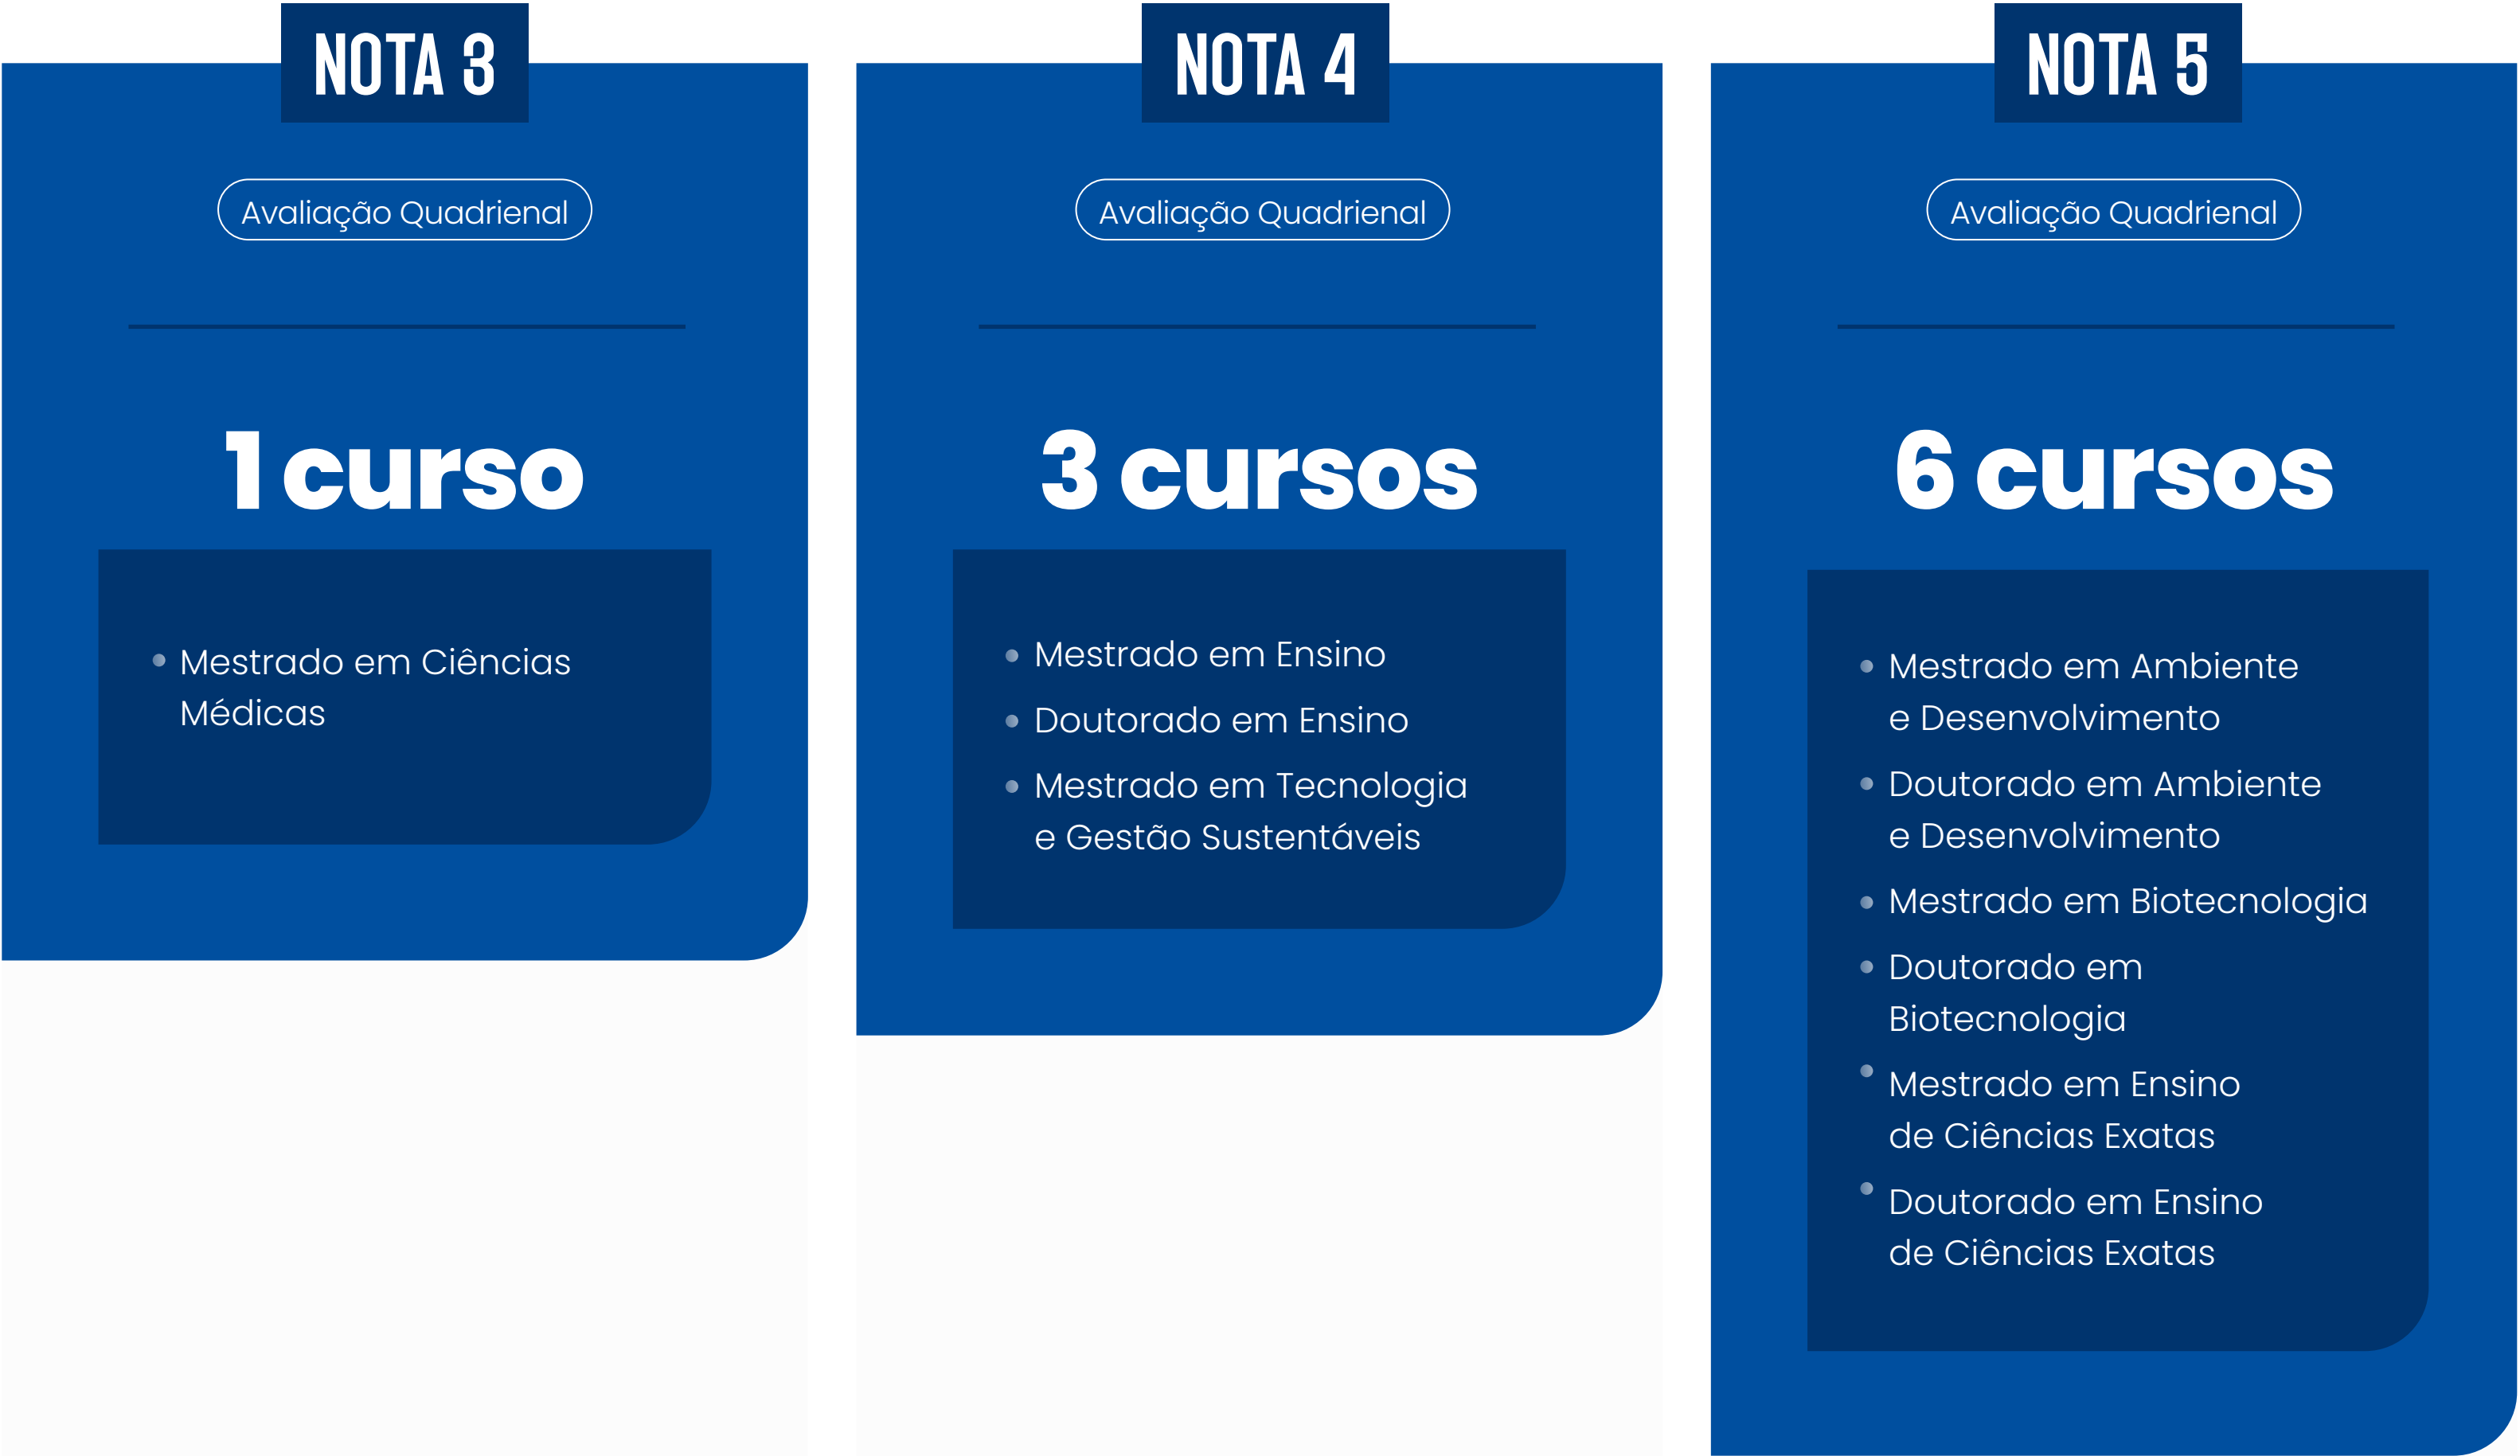 NOTA 3
Avaliação Quadrienal
1 curso
Mestrado em Ciências
Médicas
NOTA 4
Avaliação Quadrienal
3 cursos
Mestrado em Ensino
Doutorado em Ensino
Mestrado em Tecnologia
e Gestão Sustentáveis
NOTA 5
Avaliação Quadrienal
6 cursos
Mestrado em Ambiente
e Desenvolvimento
Doutorado em Ambiente
e Desenvolvimento
Mestrado em Biotecnologia
Doutorado em
Biotecnologia
Mestrado em Ensino
de Ciências Exatas
Doutorado em Ensino
de Ciências Exatas